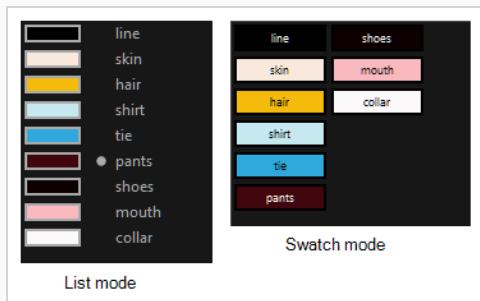 line
skin
hair
shirt
tie
pants
shoes
mouth
collar
List mode
line shoes
skin mouth
hair collar
shirt
tie
pants
Swatch mode